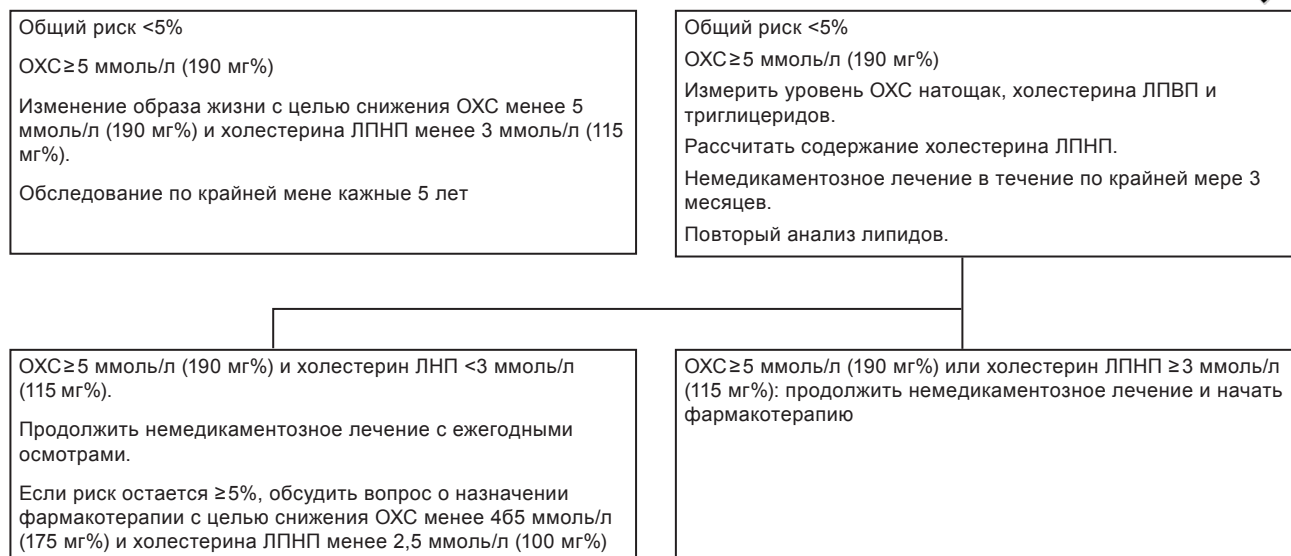 Общий риск <5%
ОХС≥5 ммоль/л (190 мг%)
Изменение образа жизни с целью снижения ОХС менее 5
ммоль/л (190 мг%) и холестерина ЛПНП менее 3 ммоль/л (115
мг%).
Обследование по крайней мене кажные 5 лет
Общий риск <5%
ОХС≥5 ммоль/л (190 мг%)
Измерить уровень ОХС натощак, холестерина ЛПВП и
триглицеридов.
Рассчитать содержание холестерина ЛПНП.
Немедикаментозное лечение в течение по крайней мере 3
месяцев.
Повторый анализ липидов.
ОХС≥5 ммоль/л (190 мг%) и холестерин ЛНП <3 ммоль/л
(115 мг%).
Продолжить немедикаментозное лечение с ежегодными
осмотрами.
Если риск остается ≥5%, обсудить вопрос о назначении
фармакотерапии с целью снижения ОХС менее 4б5 ммоль/л
(175 мг%) и холестерина ЛПНП менее 2,5 ммоль/л (100 мг%)
ОХС≥5 ммоль/л (190 мг%) или холестерин ЛПНП ≥3 ммоль/л
(115 мг%): продолжить немедикаментозное лечение и начать
фармакотерапию